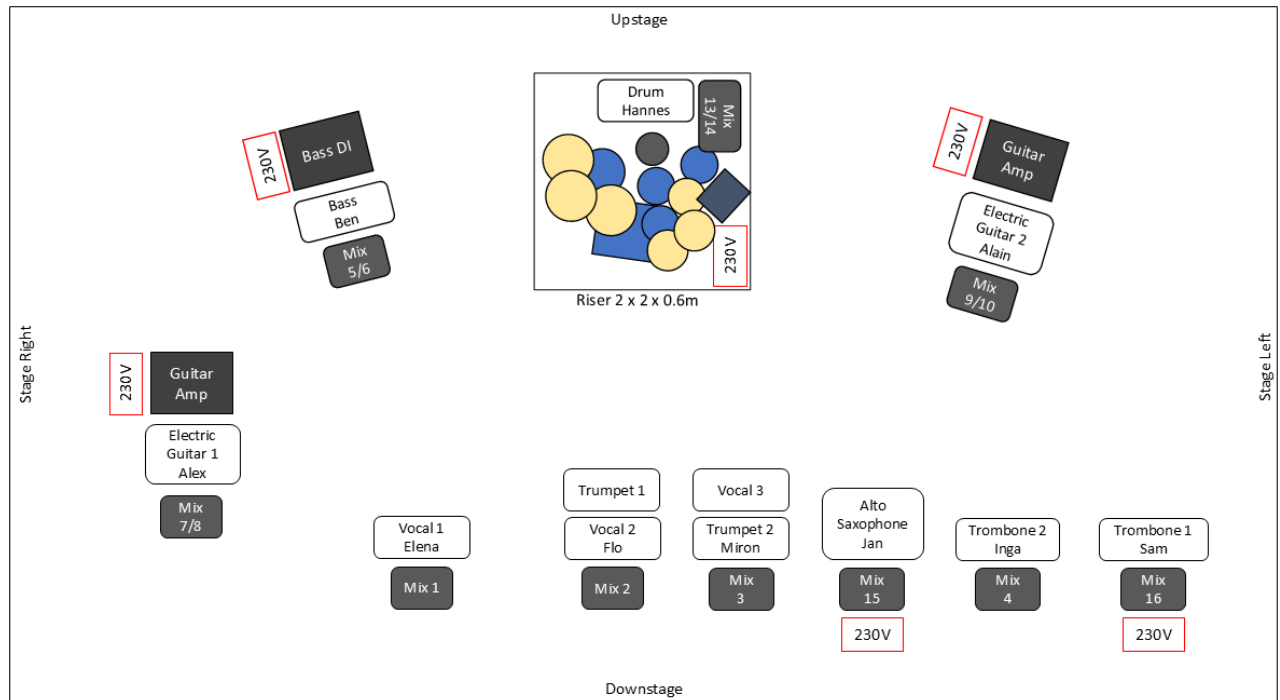 Upstage
Drum
Hannes
Mix
13/14
230V
Bass DI
230V
Bass
Ben
Mix
5/6
230V
Guitar
Amp
Electric
Guitar 2
Alain
Mix
9/10
230V
Riser 2 x 2 x 0.6m
Stage Right
Stage Left
230V
Guitar
Amp
Electric
Guitar 1
Alex
Mix
7/8
Vocal 1
Elena
Mix 1
Trumpet 1
Vocal 2
Flo
Mix 2
Vocal 3
Trumpet 2
Miron
Mix
3
Alto
Saxophone
Jan
Mix
15
230V
Trombone 2
Inga
Mix
4
Trombone 1
Sam
Mix
16
230V
Downstage